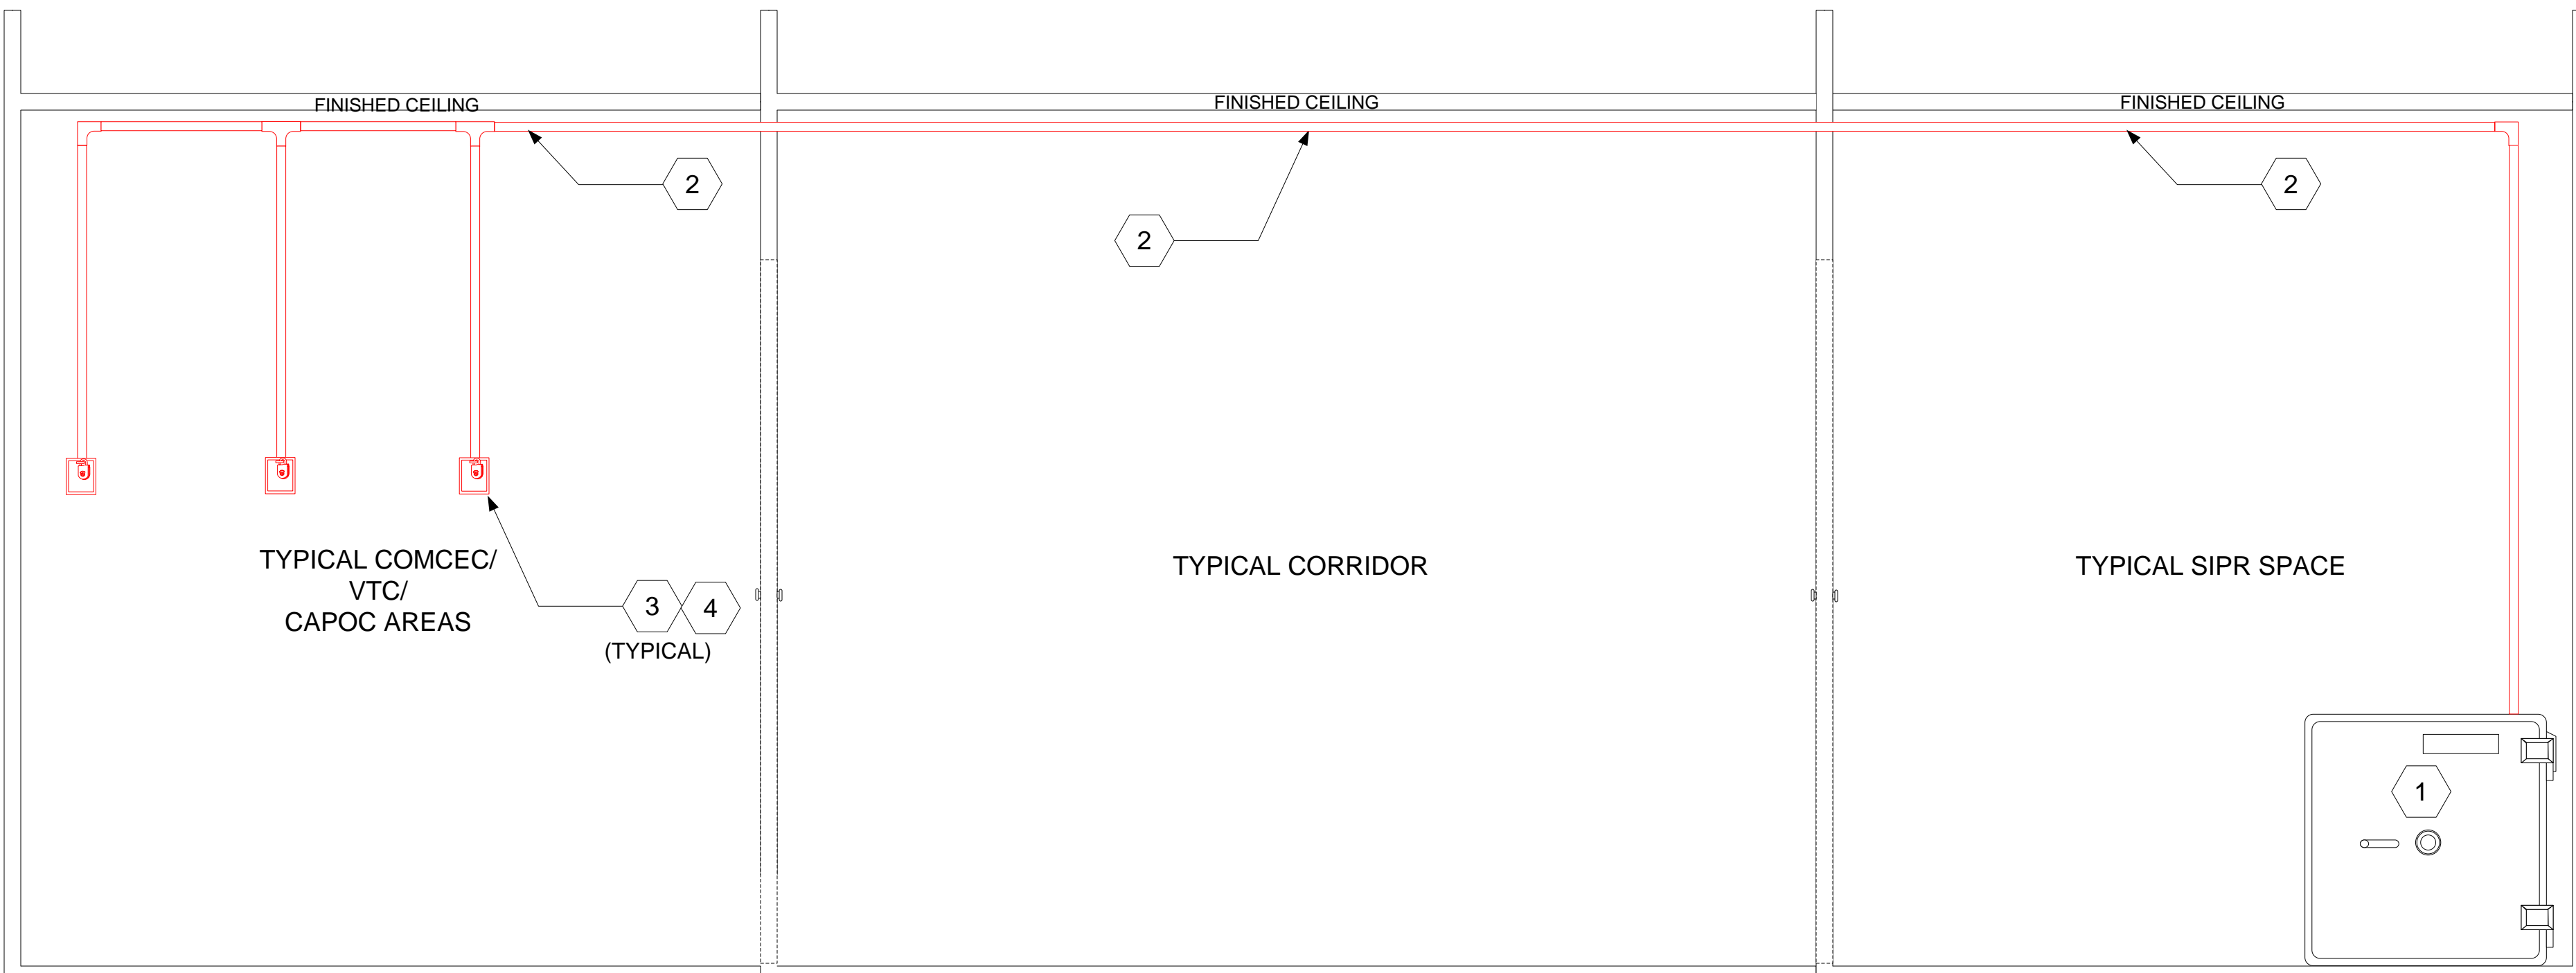 FINISHED CEILING
FINISHED CEILING
FINISHED CEILING
2
2
2
TYPICAL COMCEC/
VTC/
CAPOC AREAS
TYPICAL CORRIDOR
TYPICAL SIPR SPACE
3 4
(TYPICAL)
1